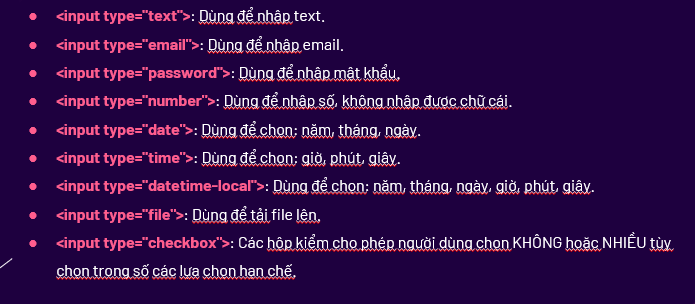 <input type="text">: Dùng để nhập text.
<input type="email">: Dùng để nhập email.
<input type="password">: Dùng để nhập mật khẩu.
<input type="number">: Dùng để nhập số, không nhập được chữ cái.
<input type="date">: Dùng để chọn; năm, tháng, ngày.
<input type="time">: Dùng để chọn; giờ, phút, giây.
<input type="datetime-local">: Dùng để chọn; năm, tháng, ngày, giờ, phút, giây.
<input type="file">: Dùng để tải file lên.
<input type="checkbox">: Các hộp kiểm cho phép người dùng chọn KHÔNG hoặc NHIỀU tùy
chọn trong số các lựa chọn hạn chế.